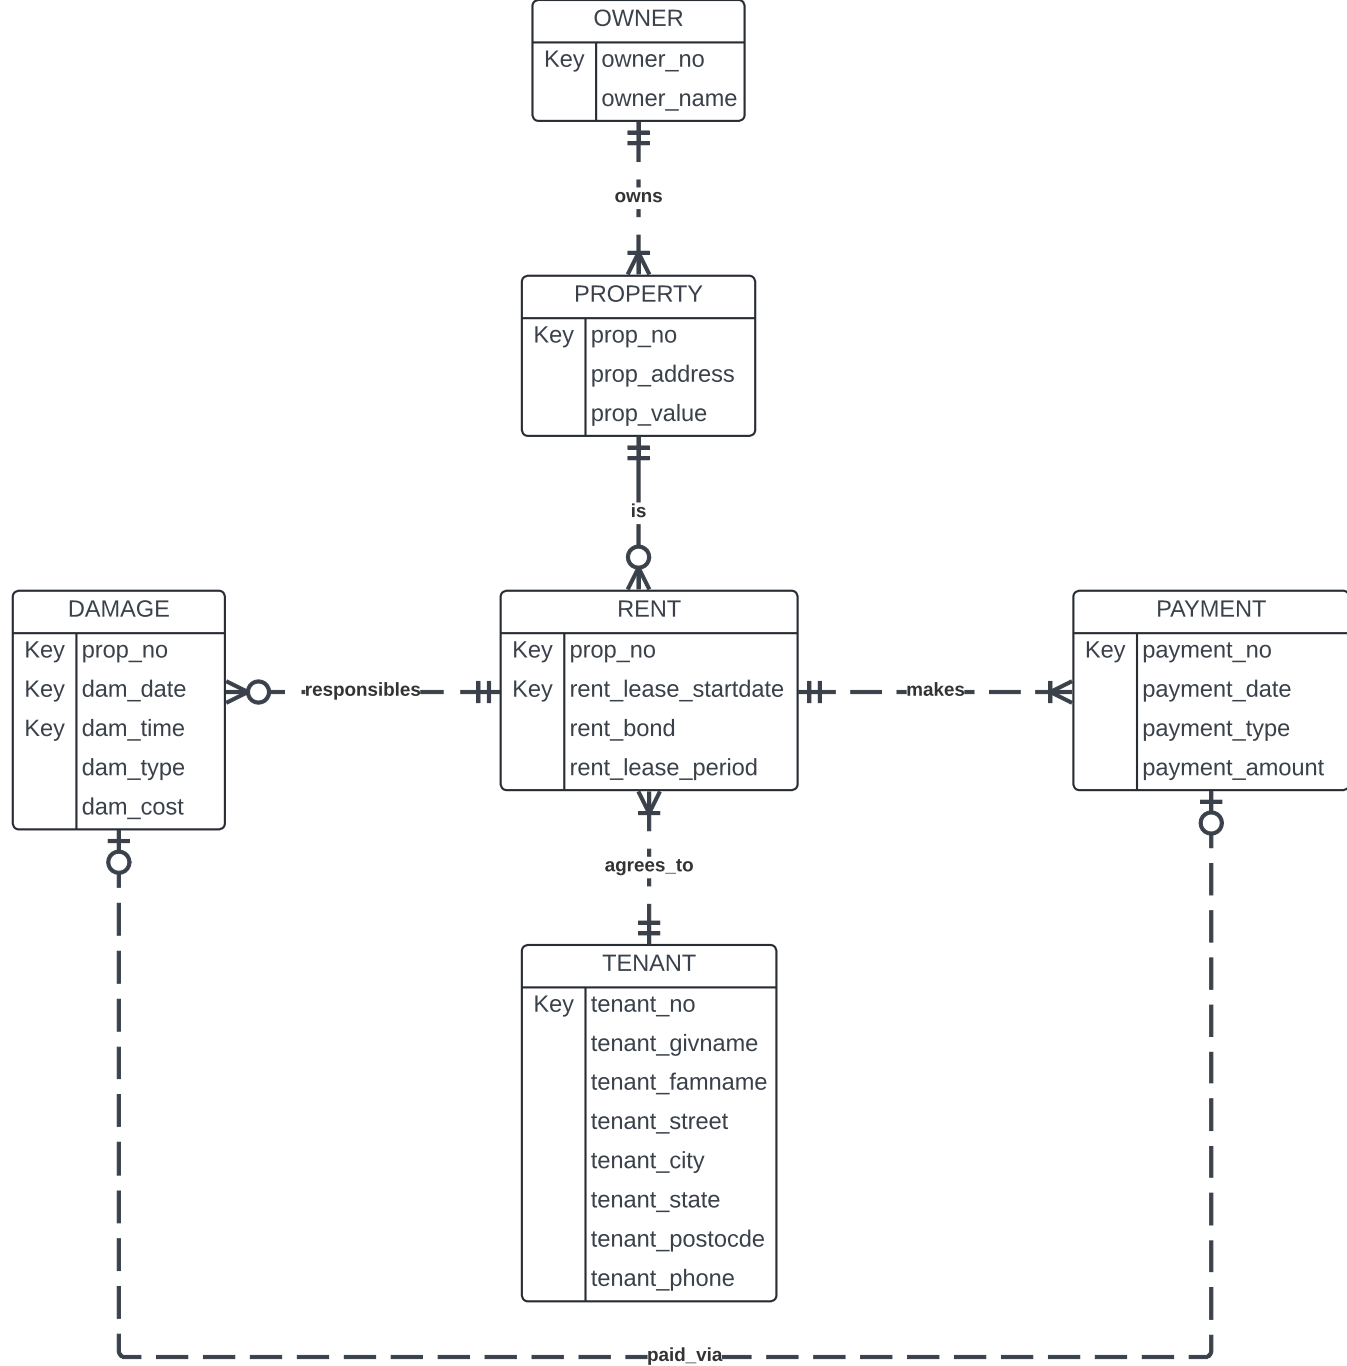 OWNER
Key owner_no
owner_name
owns
PROPERTY
Key prop_no
prop_address
prop_value
is
DAMAGE
Key prop_no
Key dam_date
Key dam_time
dam_type
dam_cost
responsibles
RENT
Key prop_no
Key rent_lease_startdate
rent_bond
rent_lease_period
makes
PAYMENT
Key payment_no
payment_date
payment_type
payment_amount
agrees_to
TENANT
Key tenant_no
tenant_givname
tenant_famname
tenant_street
tenant_city
tenant_state
tenant_postocde
tenant_phone
paid_via